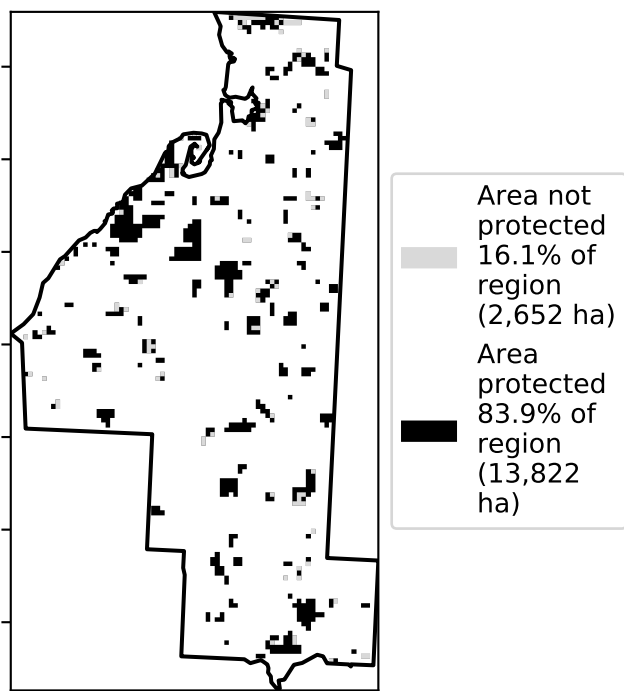 Area not
protected
16.1% of
region
(2,652 ha)
Area
protected
83.9% of
region
(13,822
ha)